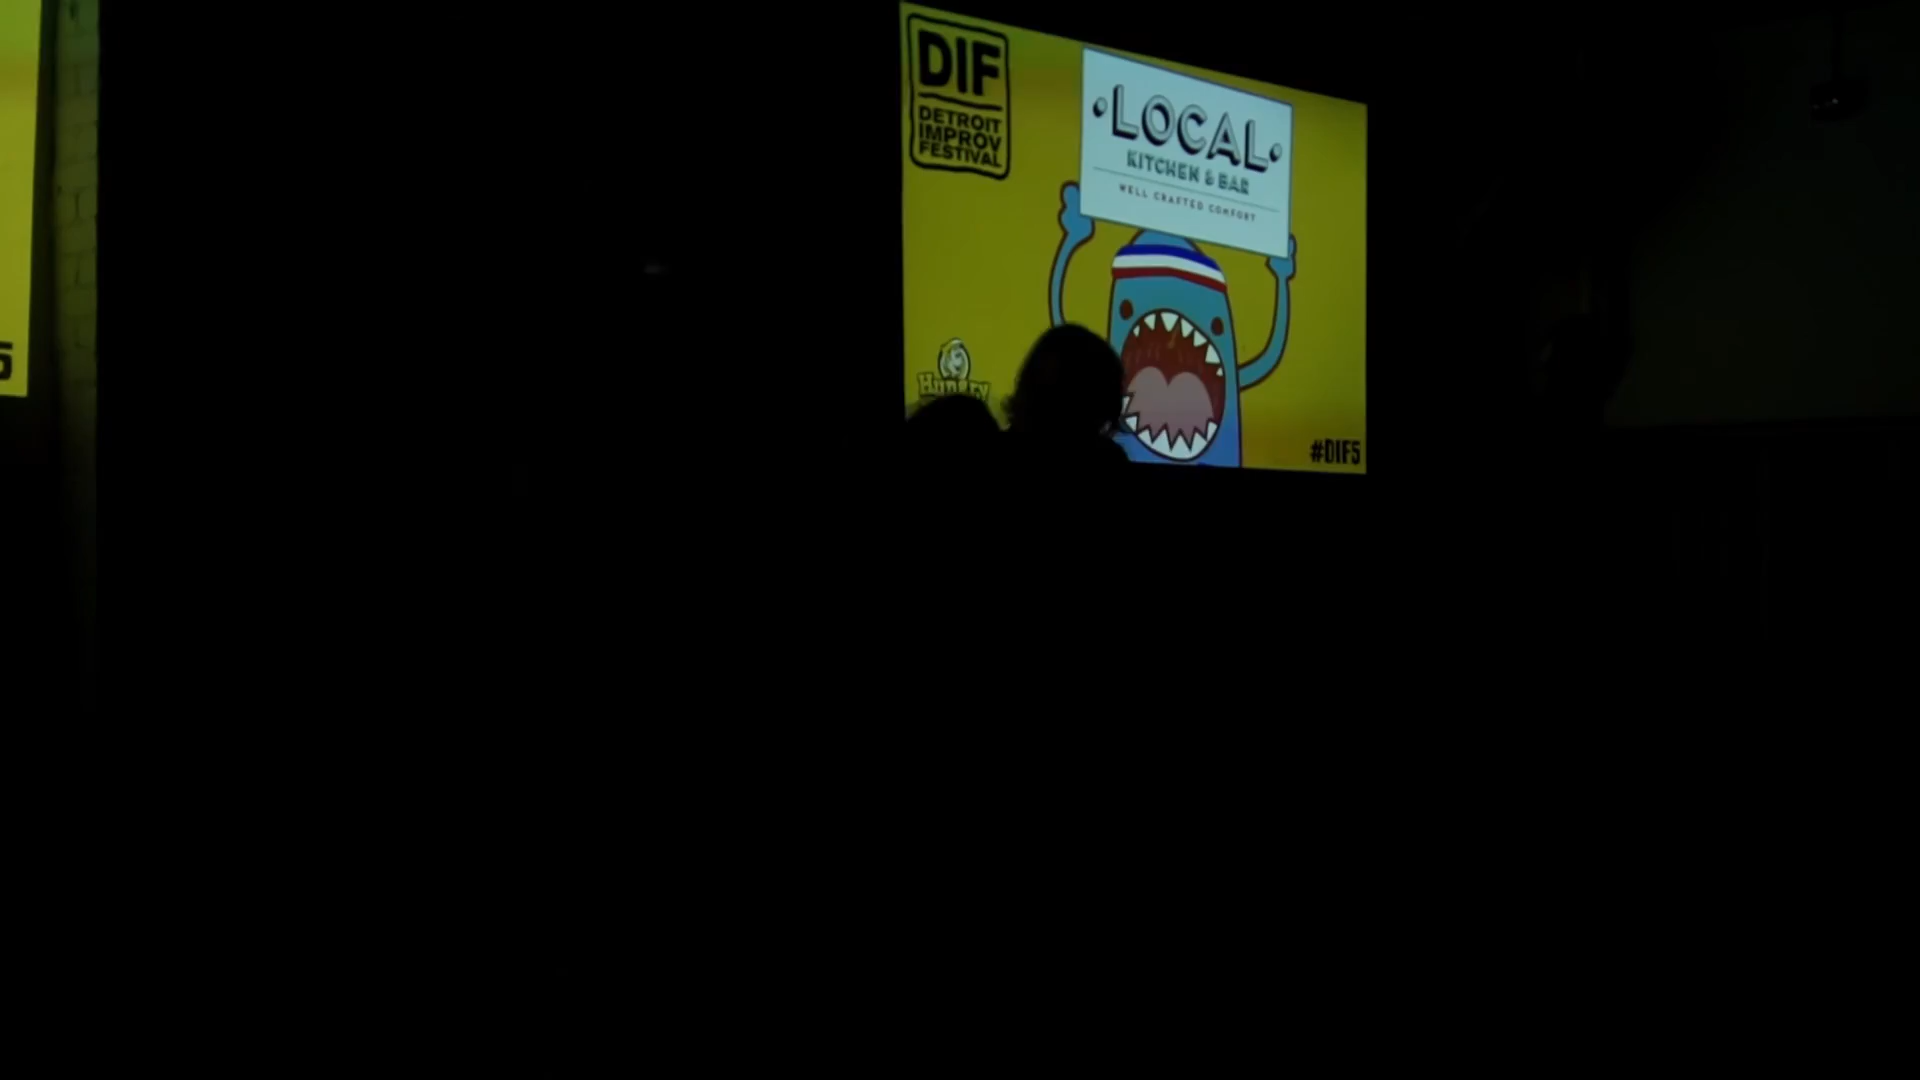 DIF
DETROIT
IMPROV
FESTIVAL
•LOCAL•
KITCHEN & BAR
WELL CRAFTED COMFORT
Hungry
#DIF5
5